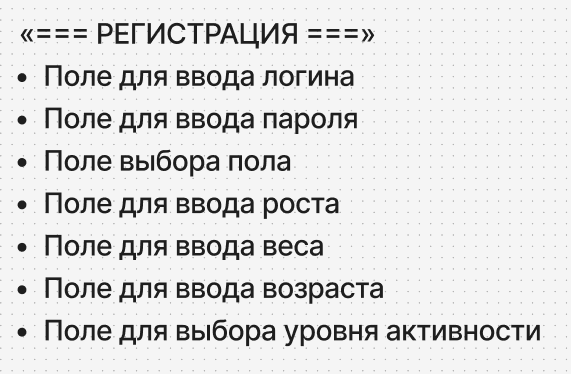 «=== РЕГИСТРАЦИЯ ===»
• Поле для ввода логина
• Поле для ввода пароля
• Поле выбора пола
• Поле для ввода роста
• Поле для ввода веса
• Поле для ввода возраста
• Поле для выбора уровня активности